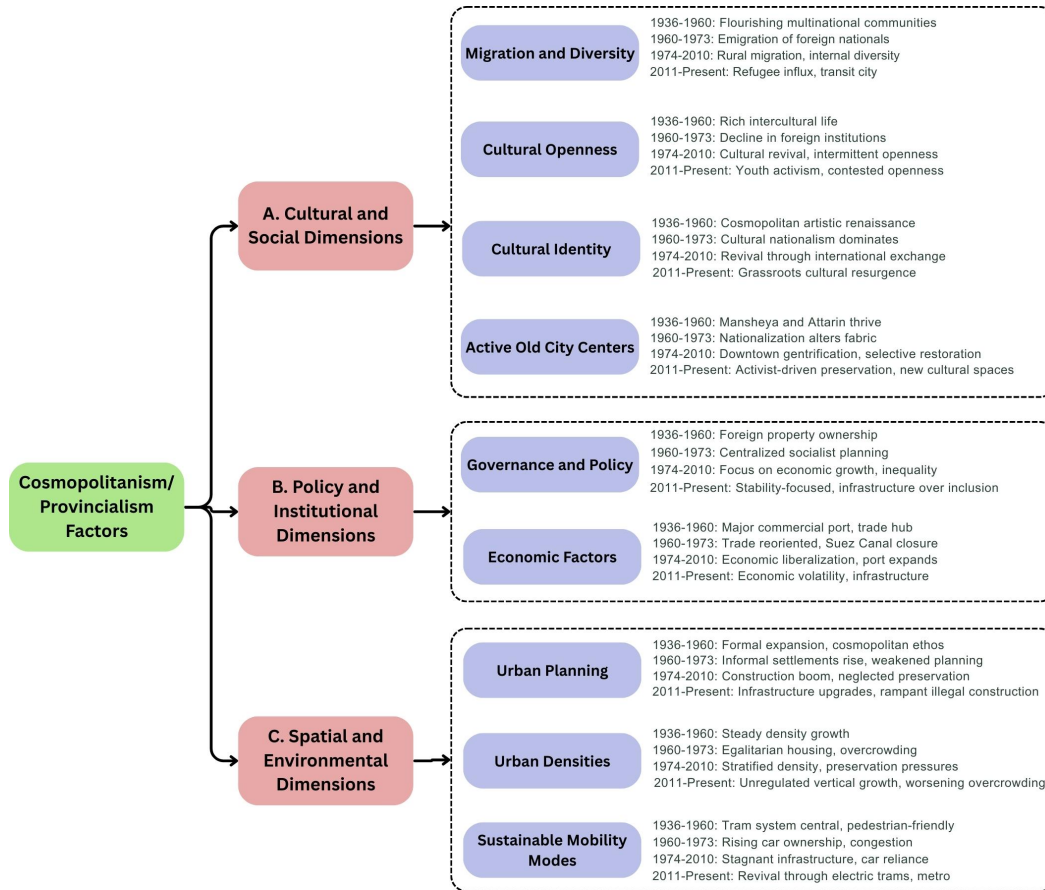 Cosmopolitanism/
Provincialism
Factors
A. Cultural and
Social Dimensions
Migration and Diversity
1936-1960: Flourishing multinational communities
1960-1973: Emigration of foreign nationals
1974-2010: Rural migration, internal diversity
2011-Present: Refugee influx, transit city
Cultural Openness
1936-1960: Rich intercultural life
1960-1973: Decline in foreign institutions
1974-2010: Cultural revival, intermittent openness
2011-Present: Youth activism, contested openness
Cultural Identity
1936-1960: Cosmopolitan artistic renaissance
1960-1973: Cultural nationalism dominates
1974-2010: Revival through international exchange
2011-Present: Grassroots cultural resurgence
Active Old City Centers
1936-1960: Mansheya and Attarin thrive
1960-1973: Nationalization alters fabric
1974-2010: Downtown gentrification, selective restoration
2011-Present: Activist-driven preservation, new cultural spaces
B. Policy and
Institutional
Dimensions
Governance and Policy
1936-1960: Foreign property ownership
1960-1973: Centralized socialist planning
1974-2010: Focus on economic growth, inequality
2011-Present: Stability-focused, infrastructure over inclusion
Economic Factors
1936-1960: Major commercial port, trade hub
1960-1973: Trade reoriented, Suez Canal closure
1974-2010: Economic liberalization, port expands
2011-Present: Economic volatility, infrastructure
C. Spatial and
Environmental
Dimensions
Urban Planning
1936-1960: Formal expansion, cosmopolitan ethos
1960-1973: Informal settlements rise, weakened planning
1974-2010: Construction boom, neglected preservation
2011-Present: Infrastructure upgrades, rampant illegal construction
Urban Densities
1936-1960: Steady density growth
1960-1973: Egalitarian housing, overcrowding
1974-2010: Stratified density, preservation pressures
2011-Present: Unregulated vertical growth, worsening overcrowding
Sustainable Mobility
Modes
1936-1960: Tram system central, pedestrian-friendly
1960-1973: Rising car ownership, congestion
1974-2010: Stagnant infrastructure, car reliance
2011-Present: Revival through electric trams, metro